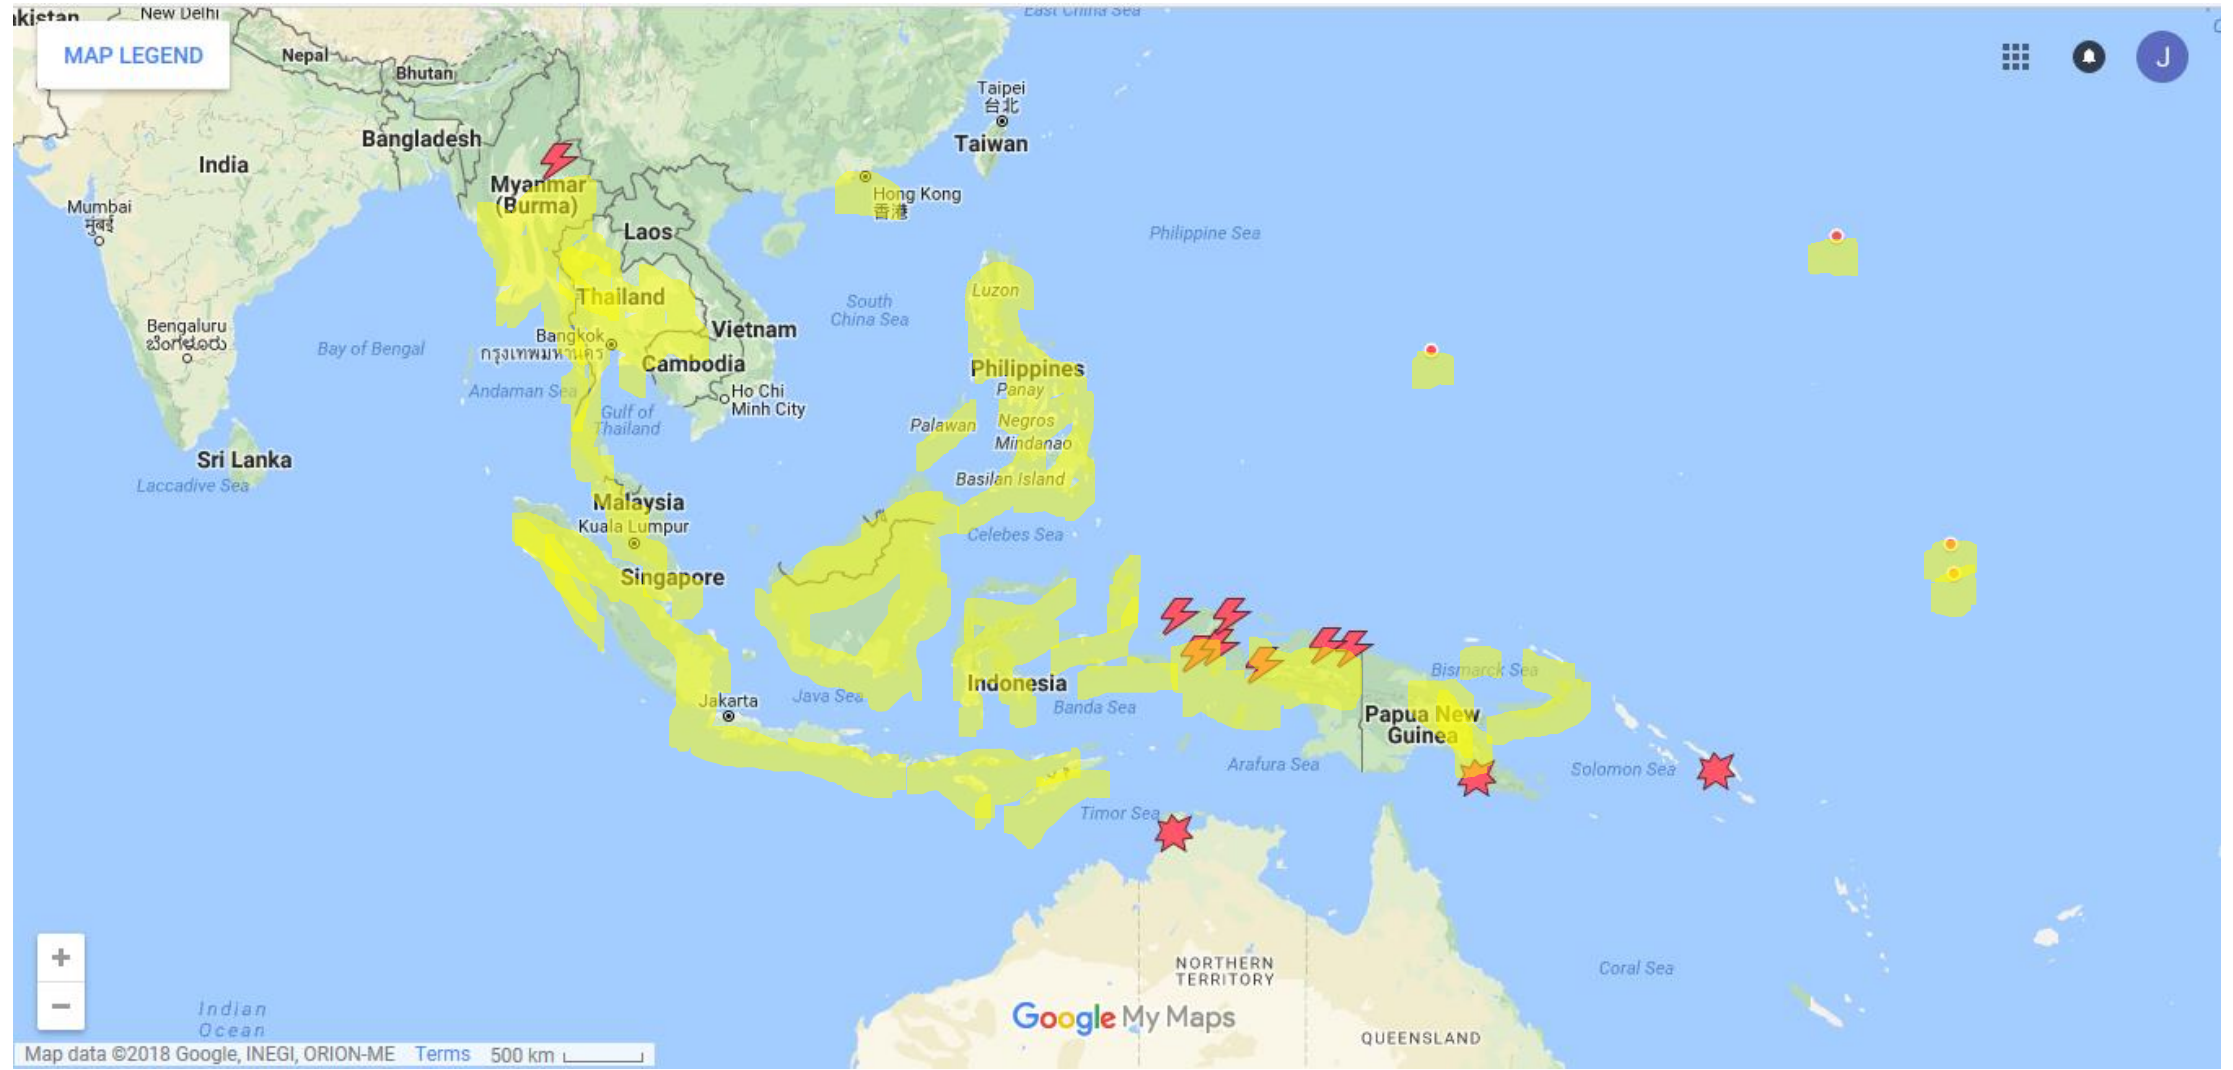 East China Sea
New Delhi
MAP LEGEND
Nepal
Bhutan
J
Taipei
台北
Bangladesh
Taiwan
India
Myanmar
(Burma)
Hong Kong
香港
Mumbai
मुंबई
Laos
Philippine Sea
Thailand
Luzon
South
China Sea
Bengaluru
ಬೆಂಗಳೂರು
Bay of Bengal
Bangkok
กรุงเทพมหานคร
Vietnam
Cambodia
Philippines
Panay
Andaman Sea
Ho Chi
Minh City
Gulf of
Thailand
Palawan
Negros
Mindanao
Sri Lanka
Laccadive Sea
Basilan Island
Malaysia
Kuala Lumpur
Celebes Sea
Singapore
Indonesia
Bismarck Sea
Java Sea
Jakarta
Banda Sea
Papua New
Guinea
Arafura Sea
Solomon Sea
Timor Sea
NORTHERN
TERRITORY
Coral Sea
Indian
Ocean
Google My Maps
QUEENSLAND
+
−
Map data ©2018 Google, INEGI, ORION-ME Terms 500 km